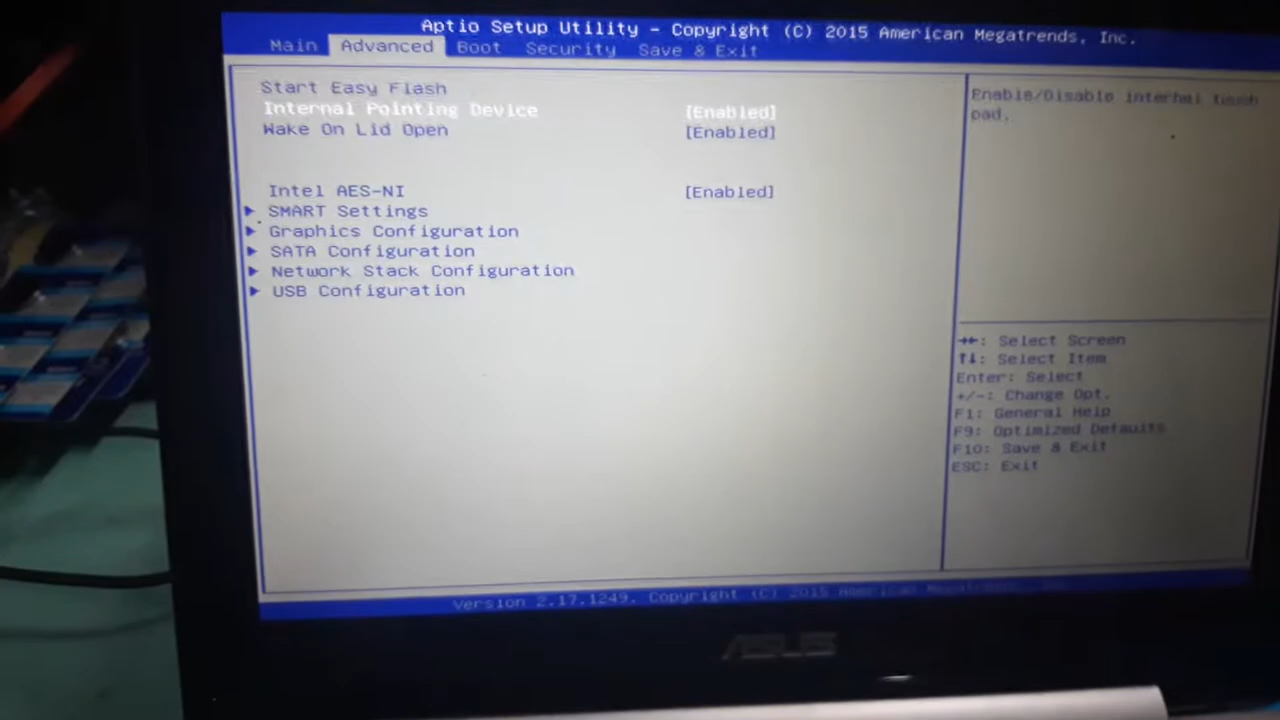 Aptio Setup Utility – Copyright (C) 2015 American Megatrends, Inc.
Main Advanced Boot Security Save & Exit
Start Easy Flash
Internal Pointing Device [Enabled]
Wake On Lid Open [Enabled]
Intel AES-NI [Enabled]
SMART Settings
Graphics Configuration
SATA Configuration
Network Stack Configuration
USB Configuration
Enable/Disable internal touch
pad.
→←: Select Screen
↑↓: Select Item
Enter: Select
+/-: Change Opt.
F1: General Help
F9: Optimized Defaults
F10: Save & Exit
ESC: Exit
Version 2.17.1249. Copyright (C) 2015 American Megatrends,
ASUS